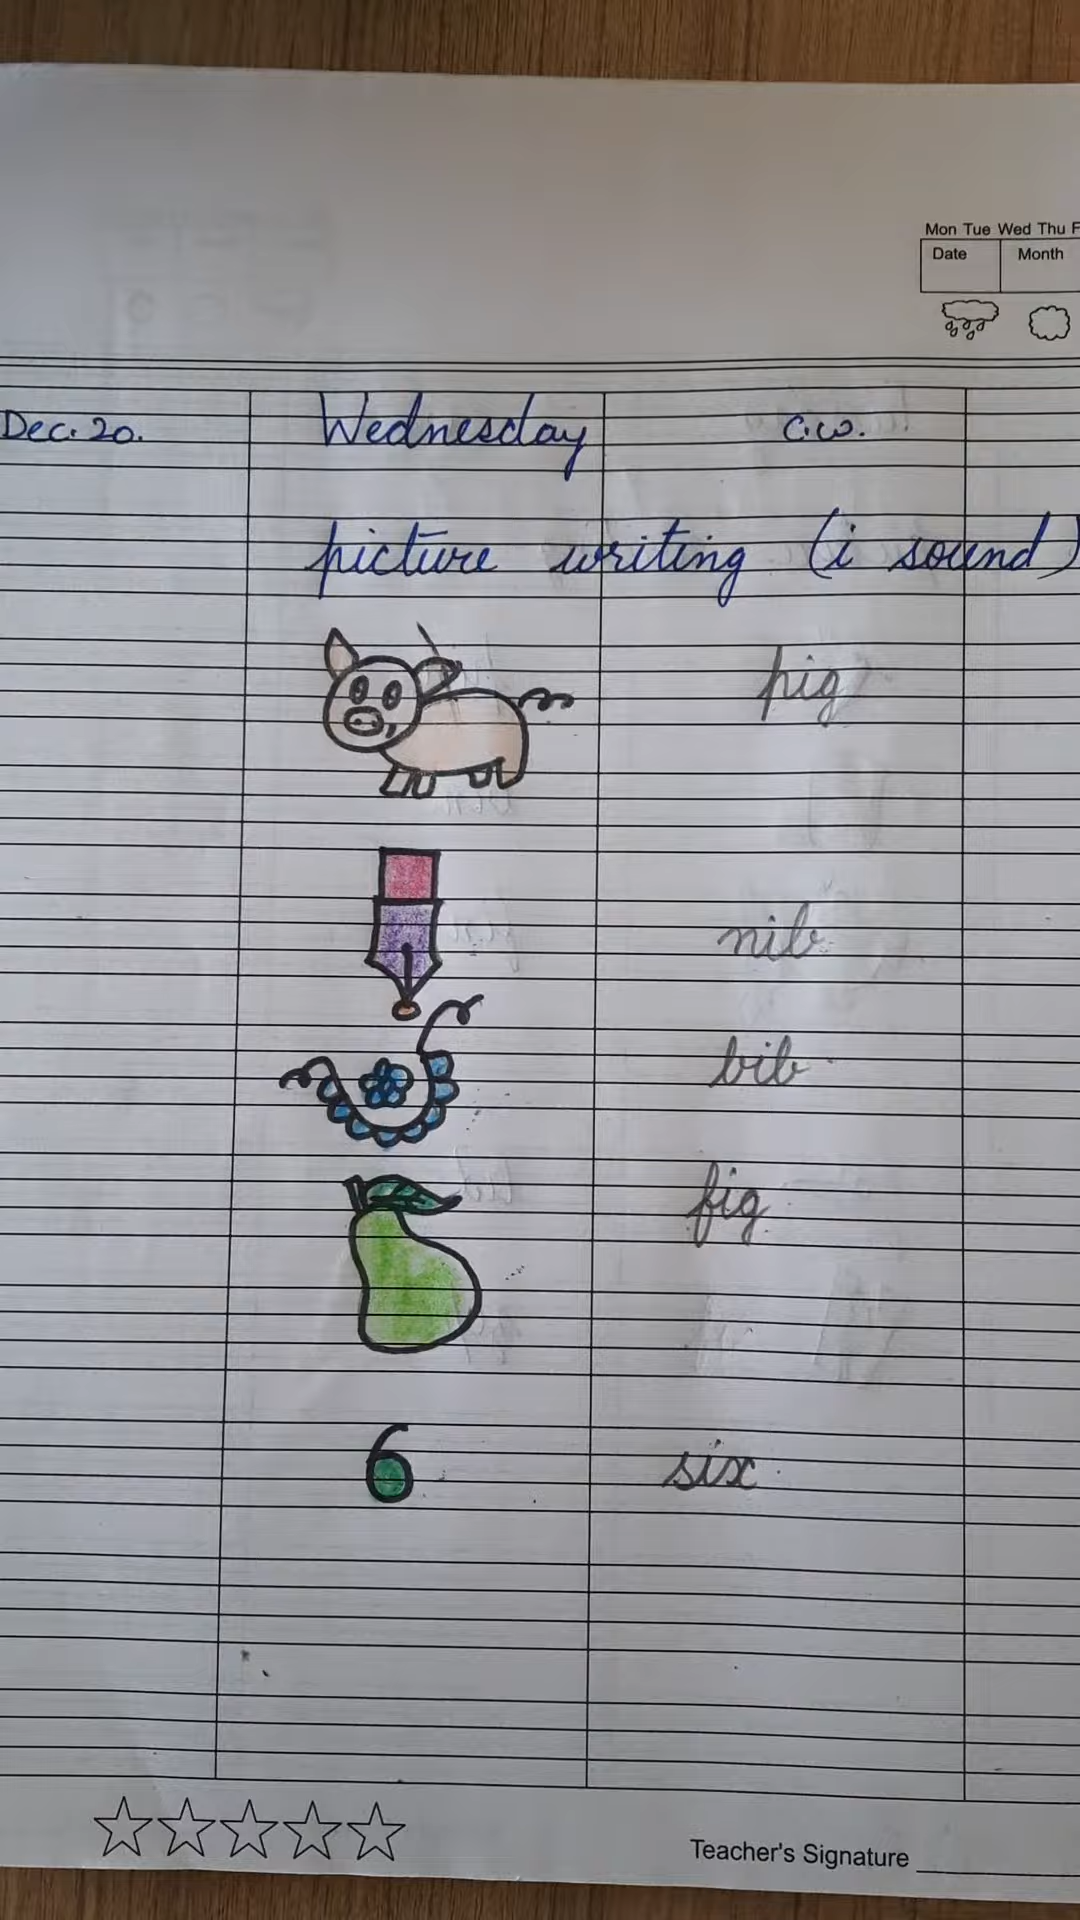 Mon Tue Wed Thu F
Date Month
Dec. 20. Wednesday c.w.
picture writing (i sound)
pig
nib
bib
fig
6 six
Teacher's Signature